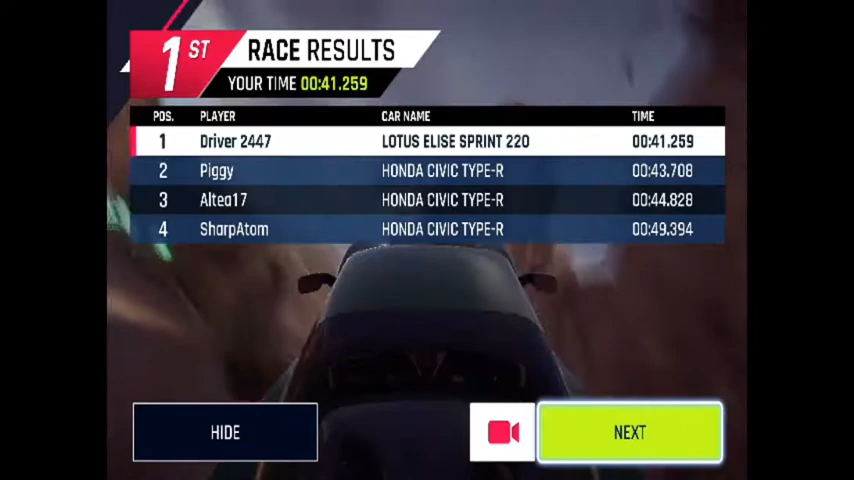 1ST
RACE RESULTS
YOUR TIME 00:41.259
POS. PLAYER CAR NAME TIME
1 Driver 2447 LOTUS ELISE SPRINT 220 00:41.259
2 Piggy HONDA CIVIC TYPE-R 00:43.708
3 Altea17 HONDA CIVIC TYPE-R 00:44.828
4 SharpAtom HONDA CIVIC TYPE-R 00:49.394
HIDE NEXT